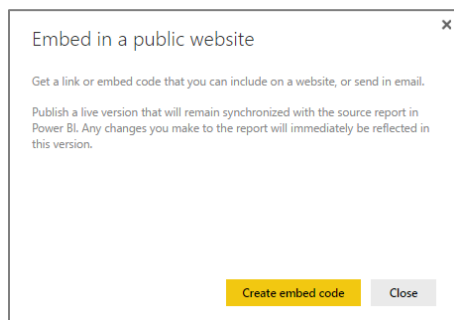 Embed in a public website
Get a link or embed code that you can include on a website, or send in email.
Publish a live version that will remain synchronized with the source report in
Power BI. Any changes you make to the report will immediately be reflected in
this version.
Create embed code Close